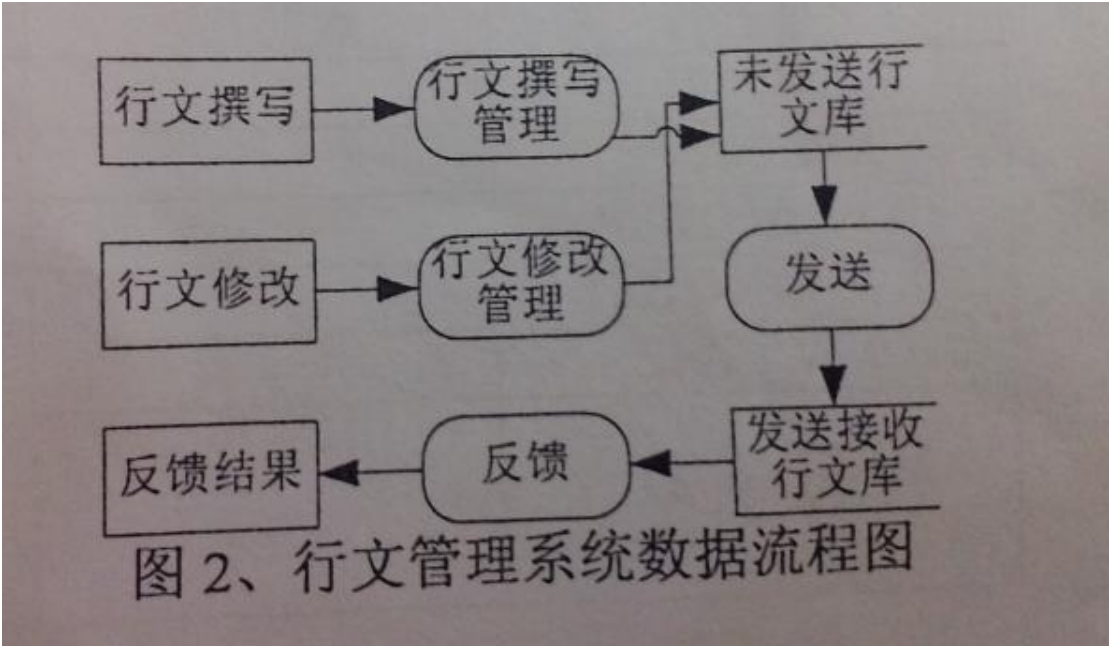 行文撰写
行文撰写
管理
未发送行
文库
行文修改
行文修改
管理
发送
反馈结果
反馈
发送接收
行文库
图 2、行文管理系统数据流程图